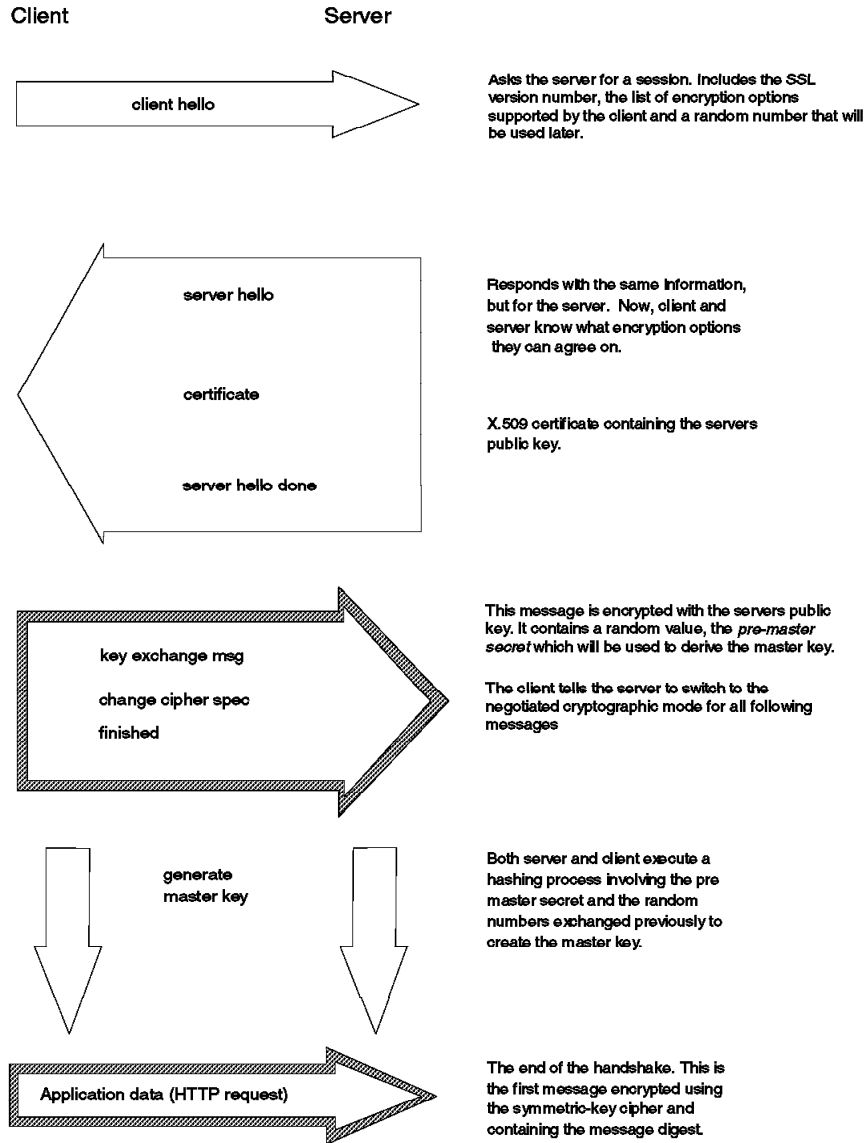 Client Server
client hello
Asks the server for a session. Includes the SSL
version number, the list of encryption options
supported by the client and a random number that will
be used later.
server hello
Responds with the same information,
but for the server. Now, client and
server know what encryption options
they can agree on.
certificate
X.509 certificate containing the servers
public key.
server hello done
key exchange msg
This message is encrypted with the servers public
key. It contains a random value, the pre-master
secret which will be used to derive the master key.
change cipher spec
finished
The client tells the server to switch to the
negotiated cryptographic mode for all following
messages
generate
master key
Both server and client execute a
hashing process involving the pre
master secret and the random
numbers exchanged previously to
create the master key.
Application data (HTTP request)
The end of the handshake. This is
the first message encrypted using
the symmetric-key cipher and
containing the message digest.